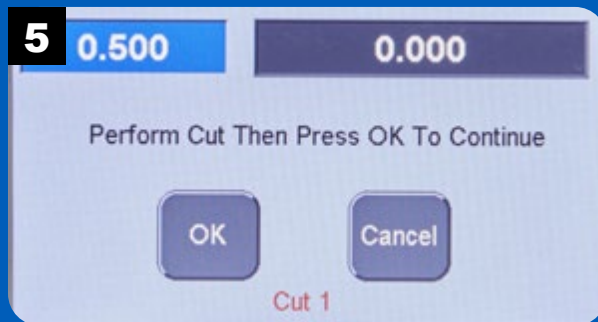 5
0.500 0.000
Perform Cut Then Press OK To Continue
OK Cancel
Cut 1